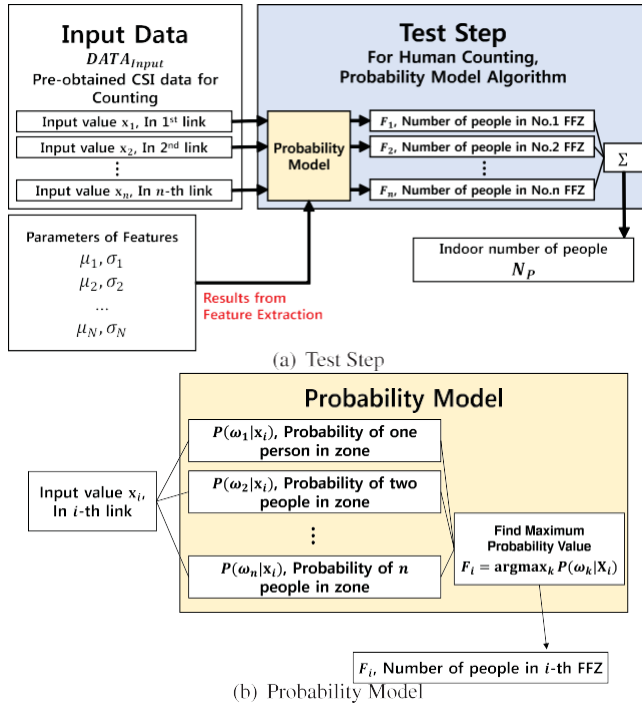 Input Data
DATA_Input
Pre-obtained CSI data for
Counting
Input value x₁, In 1ˢᵗ link
Input value x₂, In 2ⁿᵈ link
⋮
Input value xₙ, In n-th link
Test Step
For Human Counting,
Probability Model Algorithm
Probability
Model
F₁, Number of people in No.1 FFZ
F₂, Number of people in No.2 FFZ
⋮
Fₙ, Number of people in No.n FFZ
Σ
Parameters of Features
μ₁, σ₁
μ₂, σ₂
...
μ_N, σ_N
Results from
Feature Extraction
Indoor number of people
N_P
(a) Test Step
Probability Model
Input value xᵢ,
In i-th link
P(ω₁|xᵢ), Probability of one
person in zone
P(ω₂|xᵢ), Probability of two
people in zone
⋮
P(ωₙ|xᵢ), Probability of n
people in zone
Find Maximum
Probability Value
Fᵢ = argmaxₖ P(ωₖ|Xᵢ)
Fᵢ, Number of people in i-th FFZ
(b) Probability Model